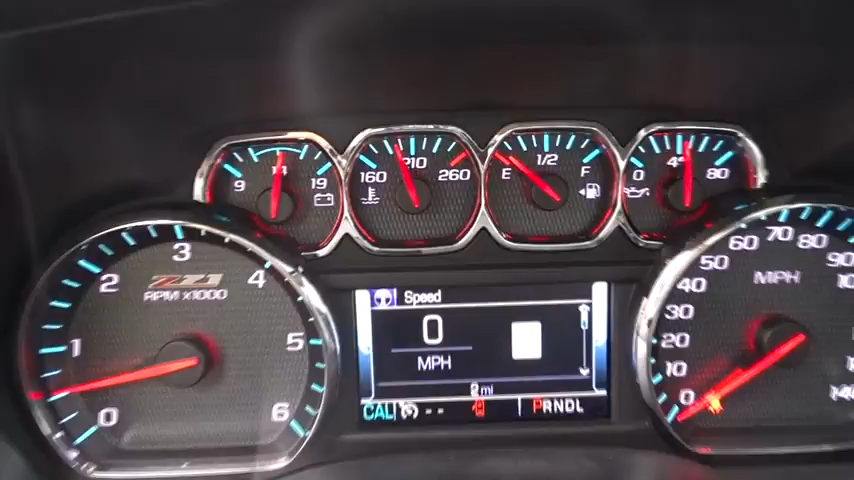 9 14 19
160 210 260
E 1/2 F
0 40 80
Z71
RPM x1000
0 1 2 3 4 5 6
Speed
0
MPH
2 mi
CAL -- PRNDL
MPH
0 10 20 30 40 50 60 70 80 90